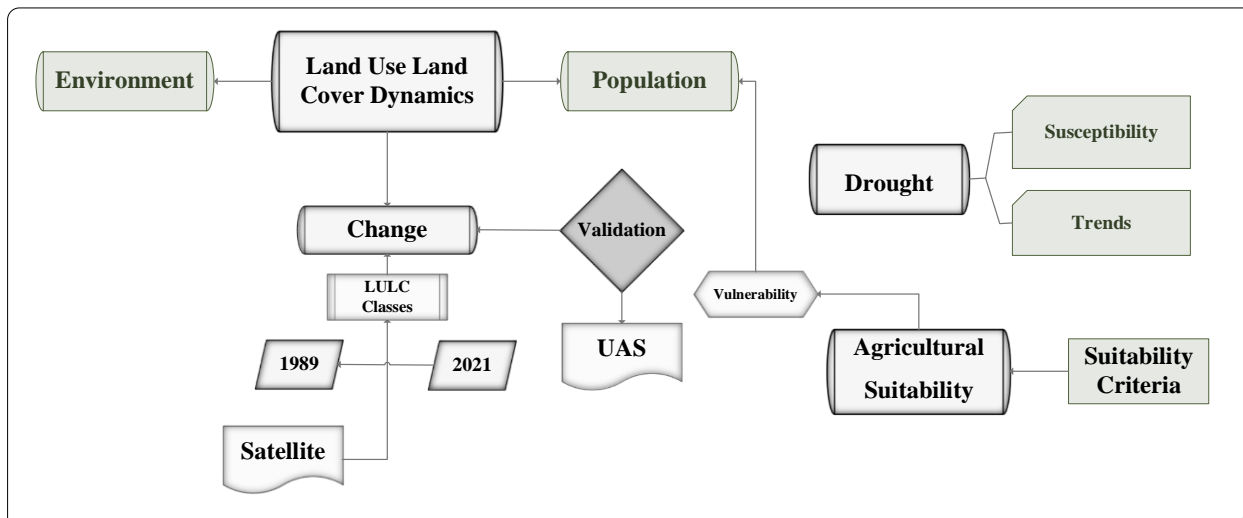 Environment
Land Use Land
Cover Dynamics
Population
Susceptibility
Drought
Trends
Change
Validation
LULC
Classes
Vulnerability
1989
2021
UAS
Agricultural
Suitability
Suitability
Criteria
Satellite